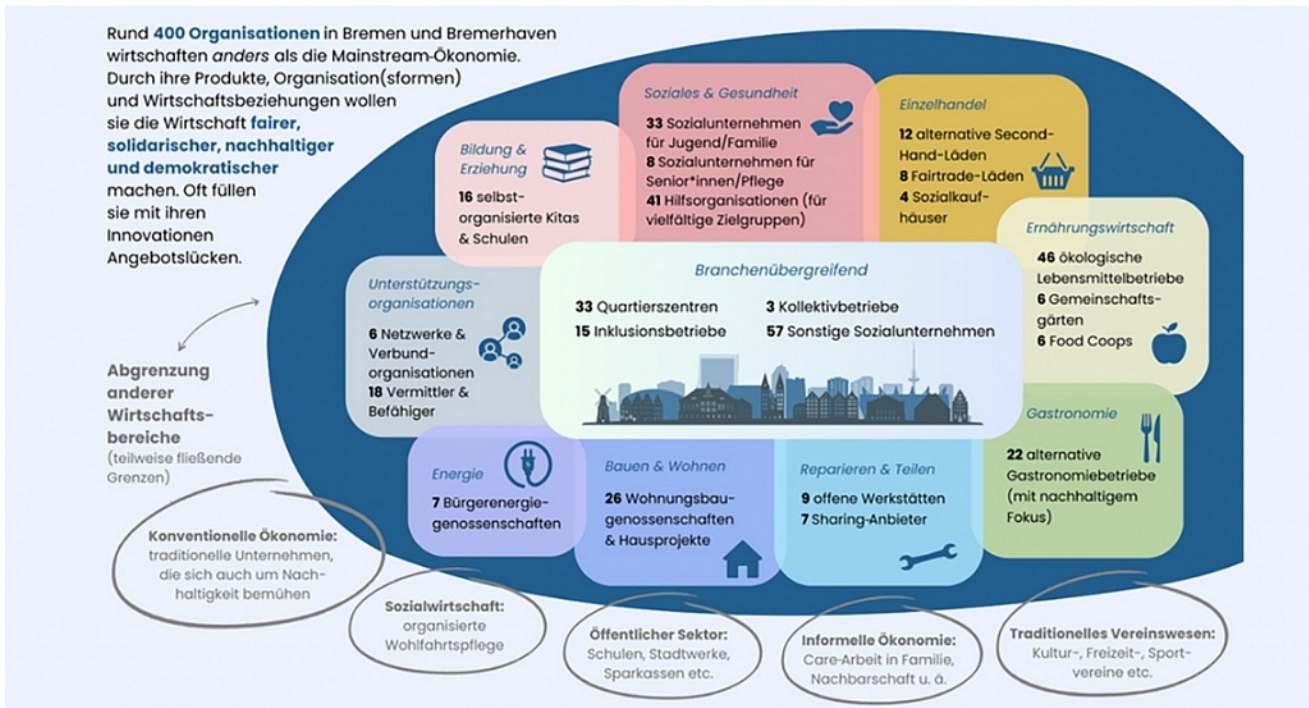 Rund 400 Organisationen in Bremen und Bremerhaven
wirtschaften anders als die Mainstream-Ökonomie.
Durch ihre Produkte, Organisation(sformen)
und Wirtschaftsbeziehungen wollen
sie die Wirtschaft fairer,
solidarischer, nachhaltiger
und demokratischer
machen. Oft füllen
sie mit ihren
Innovationen
Angebotslücken.
Bildung &
Erziehung
16 selbst-
organisierte Kitas
& Schulen
Soziales & Gesundheit
33 Sozialunternehmen
für Jugend/Familie
8 Sozialunternehmen für
Senior*innen/Pflege
41 Hilfsorganisationen (für
vielfältige Zielgruppen)
Einzelhandel
12 alternative Second-
Hand-Läden
8 Fairtrade-Läden
4 Sozialkauf-
häuser
Ernährungswirtschaft
46 ökologische
Lebensmittelbetriebe
6 Gemeinschafts-
gärten
6 Food Coops
Unterstützungs-
organisationen
6 Netzwerke &
Verbund-
organisationen
18 Vermittler &
Befähiger
Branchenübergreifend
33 Quartierszentren
15 Inklusionsbetriebe
3 Kollektivbetriebe
57 Sonstige Sozialunternehmen
Gastronomie
22 alternative
Gastronomiebetriebe
(mit nachhaltigem
Fokus)
Energie
7 Bürgerenergie-
genossenschaften
Bauen & Wohnen
26 Wohnungsbau-
genossenschaften
& Hausprojekte
Reparieren & Teilen
9 offene Werkstätten
7 Sharing-Anbieter
Abgrenzung
anderer
Wirtschafts-
bereiche
(teilweise fließende
Grenzen)
Konventionelle Ökonomie:
traditionelle Unternehmen,
die sich auch um Nach-
haltigkeit bemühen
Sozialwirtschaft:
organisierte
Wohlfahrtspflege
Öffentlicher Sektor:
Schulen, Stadtwerke,
Sparkassen etc.
Informelle Ökonomie:
Care-Arbeit in Familie,
Nachbarschaft u. ä.
Traditionelles Vereinswesen:
Kultur-, Freizeit-, Sport-
vereine etc.